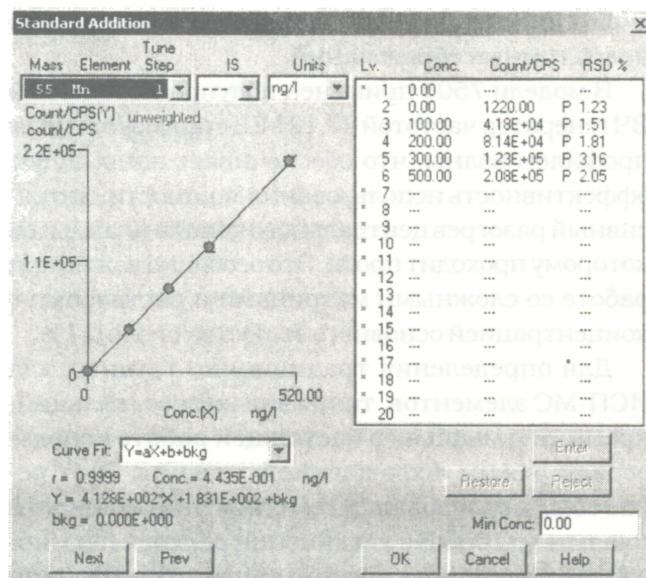 Standard Addition
Mass Element Tune Step IS Units
55 Mn 1 ng/l
Count/CPS(Y) unweighted
count/CPS
2.2E+05
1.1E+05
0
0 520.00
Conc.(X) ng/l
Lv. Conc. Count/CPS RSD %
1 0.00 --- ---
2 0.00 1220.00 P 1.23
3 100.00 4.18E+04 P 1.51
4 200.00 8.14E+04 P 1.81
5 300.00 1.23E+05 P 3.16
6 500.00 2.08E+05 P 2.05
* 7 --- --- ---
* 8 --- --- ---
* 9 --- --- ---
* 10 --- --- ---
* 11 --- --- ---
* 12 --- --- ---
* 13 --- --- ---
* 14 --- --- ---
* 15 --- --- ---
* 16 --- --- ---
* 17 --- --- * ---
* 18 --- --- ---
* 19 --- --- ---
* 20 --- --- ---
Curve Fit: Y=aX+b+bkg
r = 0.9999 Conc. = 4.435E-001 ng/l
Y = 4.126E+002*X +1.831E+002 +bkg
bkg = 0.000E+000
Enter
Restore Reject
Min Conc: 0.00
Next Prev OK Cancel Help